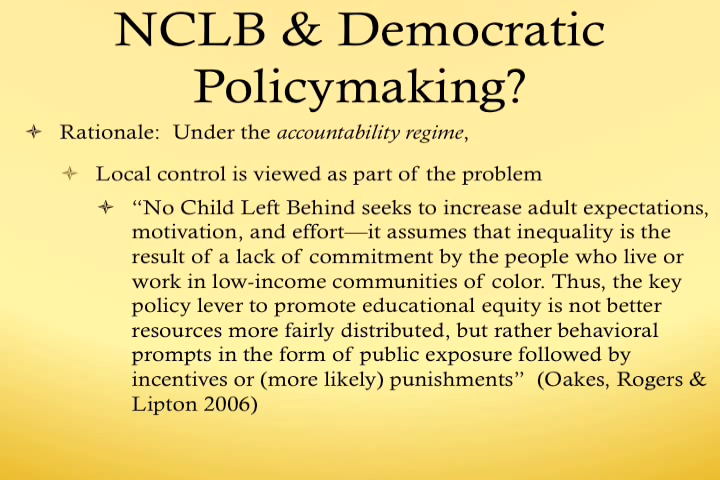 NCLB & Democratic
Policymaking?
Rationale:  Under the accountability regime,
Local control is viewed as part of the problem
“No Child Left Behind seeks to increase adult expectations,
motivation, and effort—it assumes that inequality is the
result of a lack of commitment by the people who live or
work in low-income communities of color. Thus, the key
policy lever to promote educational equity is not better
resources more fairly distributed, but rather behavioral
prompts in the form of public exposure followed by
incentives or (more likely) punishments”  (Oakes, Rogers &
Lipton 2006)